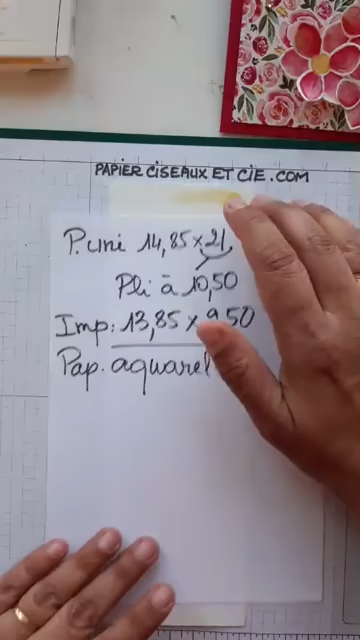 PAPIER CISEAUX ET CIE.COM
P. uni 14,85 x 21,
Pli à 10,50
Imp: 13,85 x 9,50
Pap. aquarel